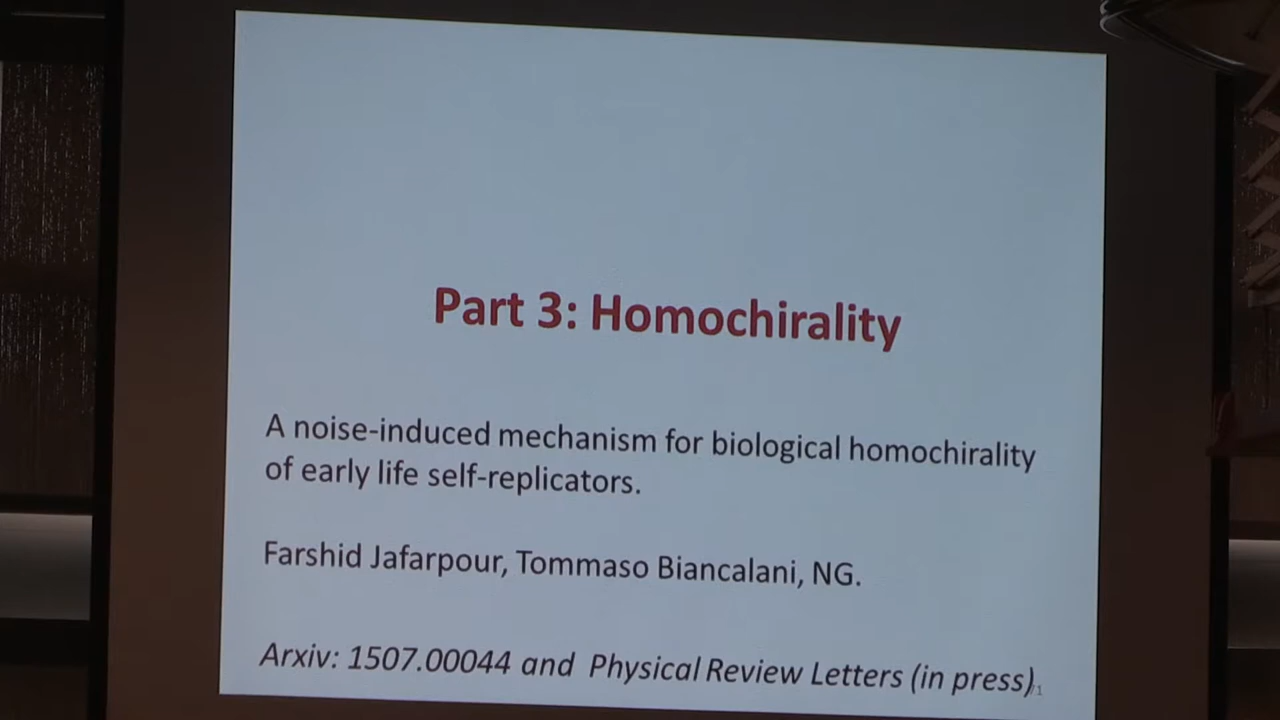 Part 3: Homochirality
A noise-induced mechanism for biological homochirality
of early life self-replicators.
Farshid Jafarpour, Tommaso Biancalani, NG.
Arxiv: 1507.00044 and Physical Review Letters (in press)